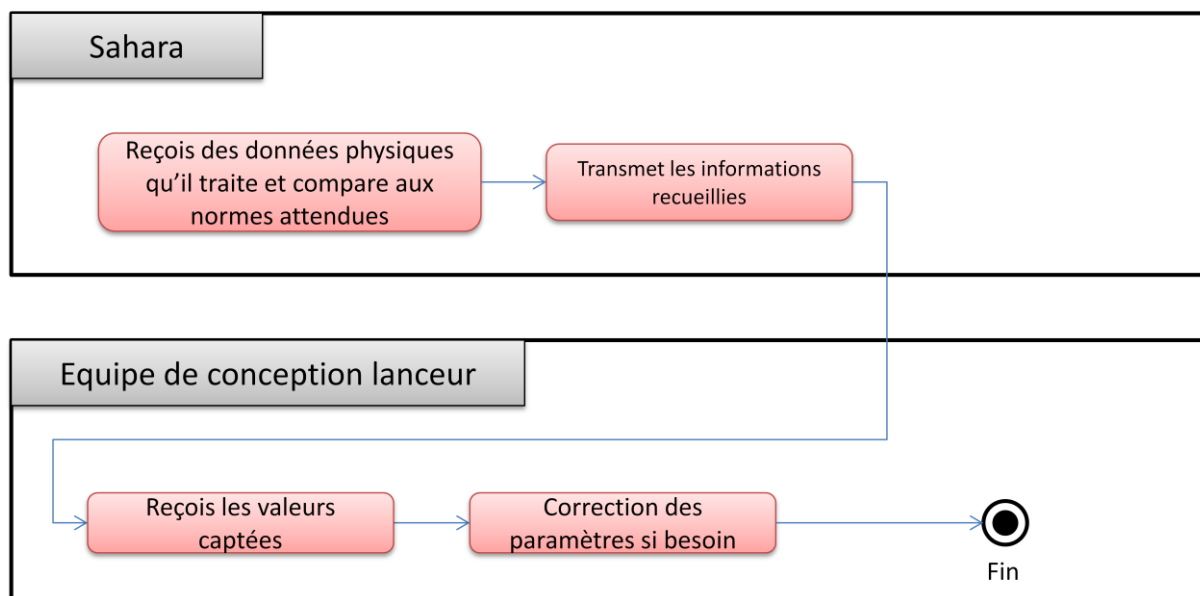 Sahara
Reçois des données physiques
qu’il traite et compare aux
normes attendues
Transmet les informations
recueillies
Equipe de conception lanceur
Reçois les valeurs
captées
Correction des
paramètres si besoin
Fin